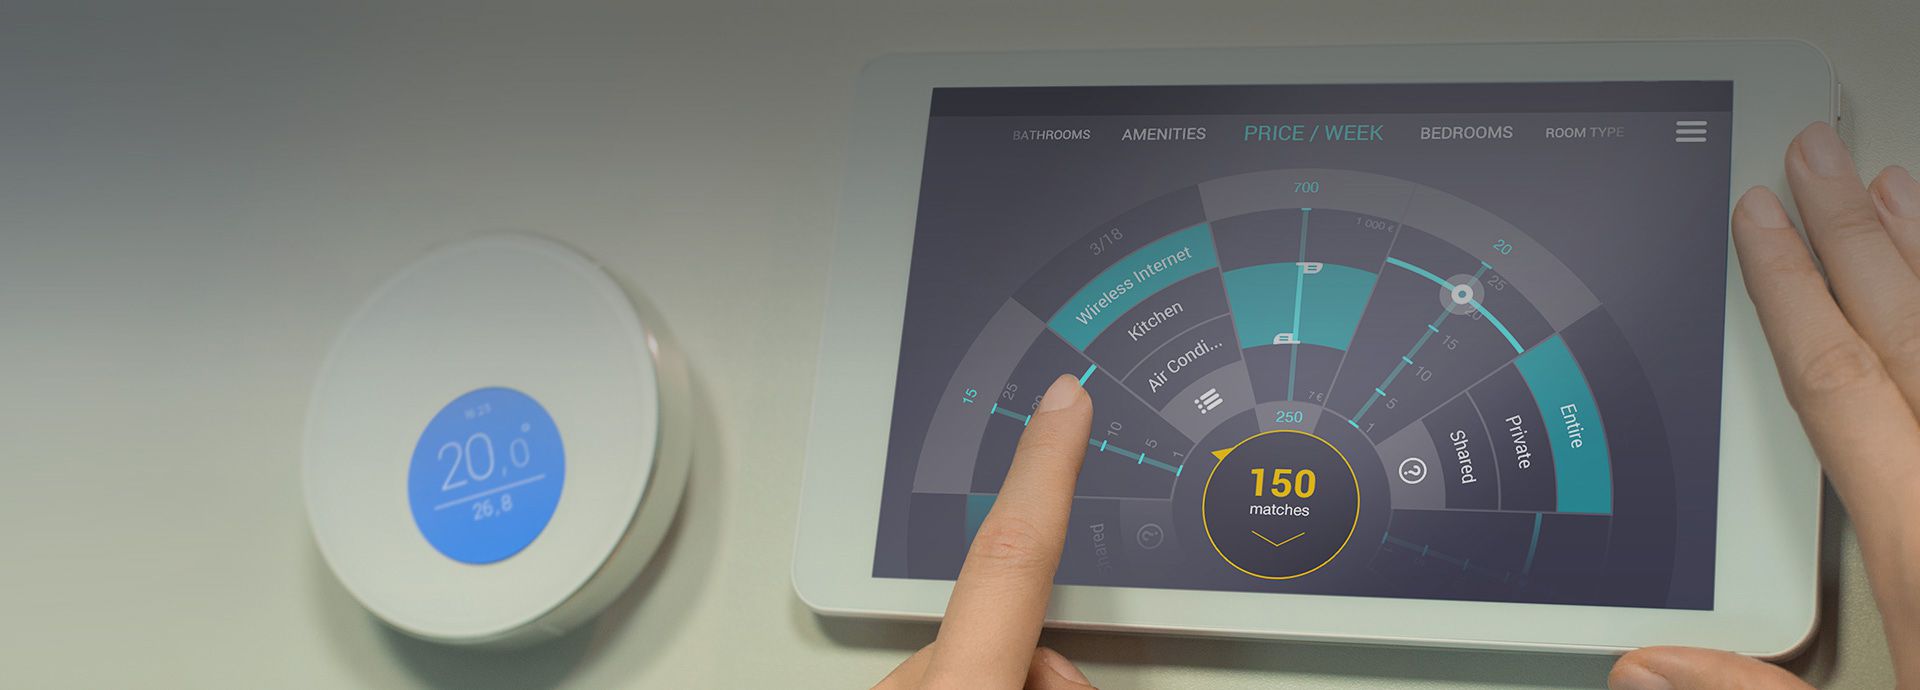 16 23
20,0°
26,8
BATHROOMS
AMENITIES
PRICE / WEEK
BEDROOMS
ROOM TYPE
700
1 000 €
3/18
Wireless Internet
Kitchen
Air Condi...
7 €
250
20
25
20
15
10
5
1
15
25
10
5
1
Entire
Private
Shared
?
Shared
?
150
matches